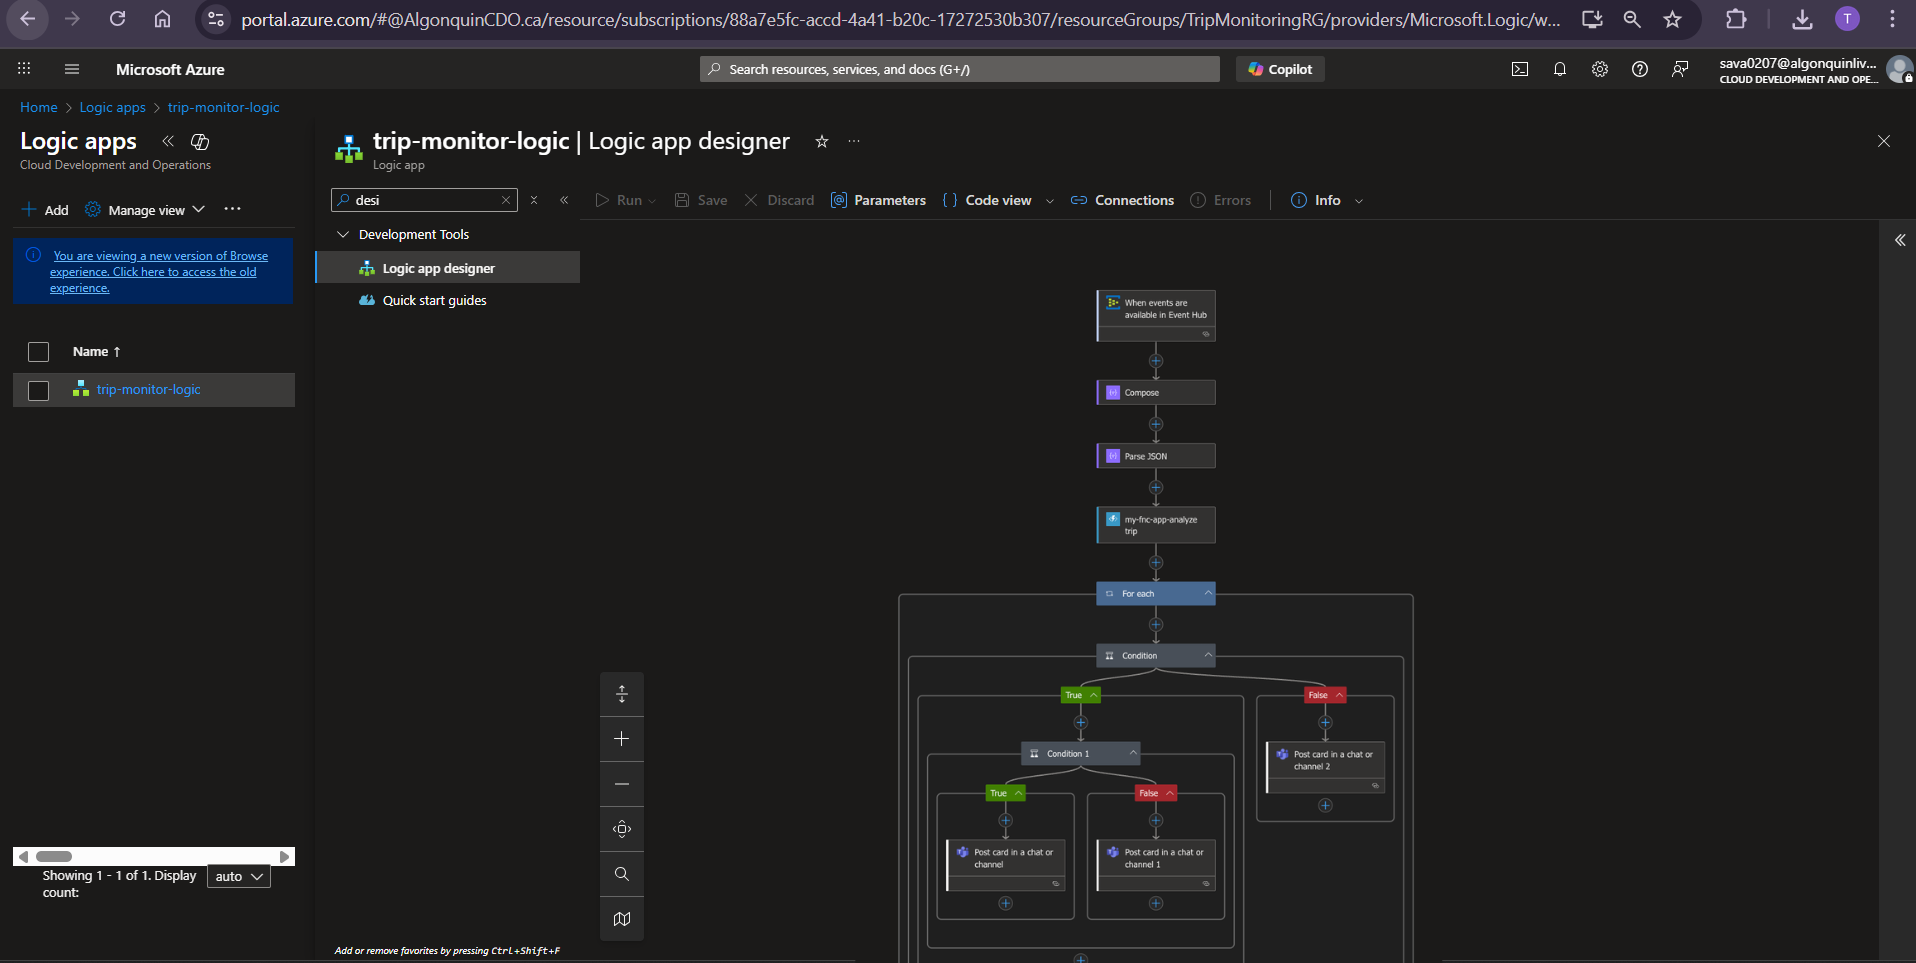 portal.azure.com/#@AlgonquinCDO.ca/resource/subscriptions/88a7e5fc-accd-4a41-b20c-17272530b307/resourceGroups/TripMonitoringRG/providers/Microsoft.Logic/w...
T
Microsoft Azure
Search resources, services, and docs (G+/)
Copilot
sava0207@algonquinliv...
CLOUD DEVELOPMENT AND OPE...
Home > Logic apps > trip-monitor-logic
Logic apps
Cloud Development and Operations
Add
Manage view
You are viewing a new version of Browse
experience. Click here to access the old
experience.
Name ↑
trip-monitor-logic
Showing 1 - 1 of 1. Display
count:
auto
trip-monitor-logic | Logic app designer
Logic app
desi
Development Tools
Logic app designer
Quick start guides
Add or remove favorites by pressing Ctrl+Shift+F
Run
Save
Discard
Parameters
Code view
Connections
Errors
Info
When events are
available in Event Hub
Compose
Parse JSON
my-fnc-app-analyze
trip
For each
Condition
True
False
Condition 1
Post card in a chat or
channel 2
True
False
Post card in a chat or
channel
Post card in a chat or
channel 1